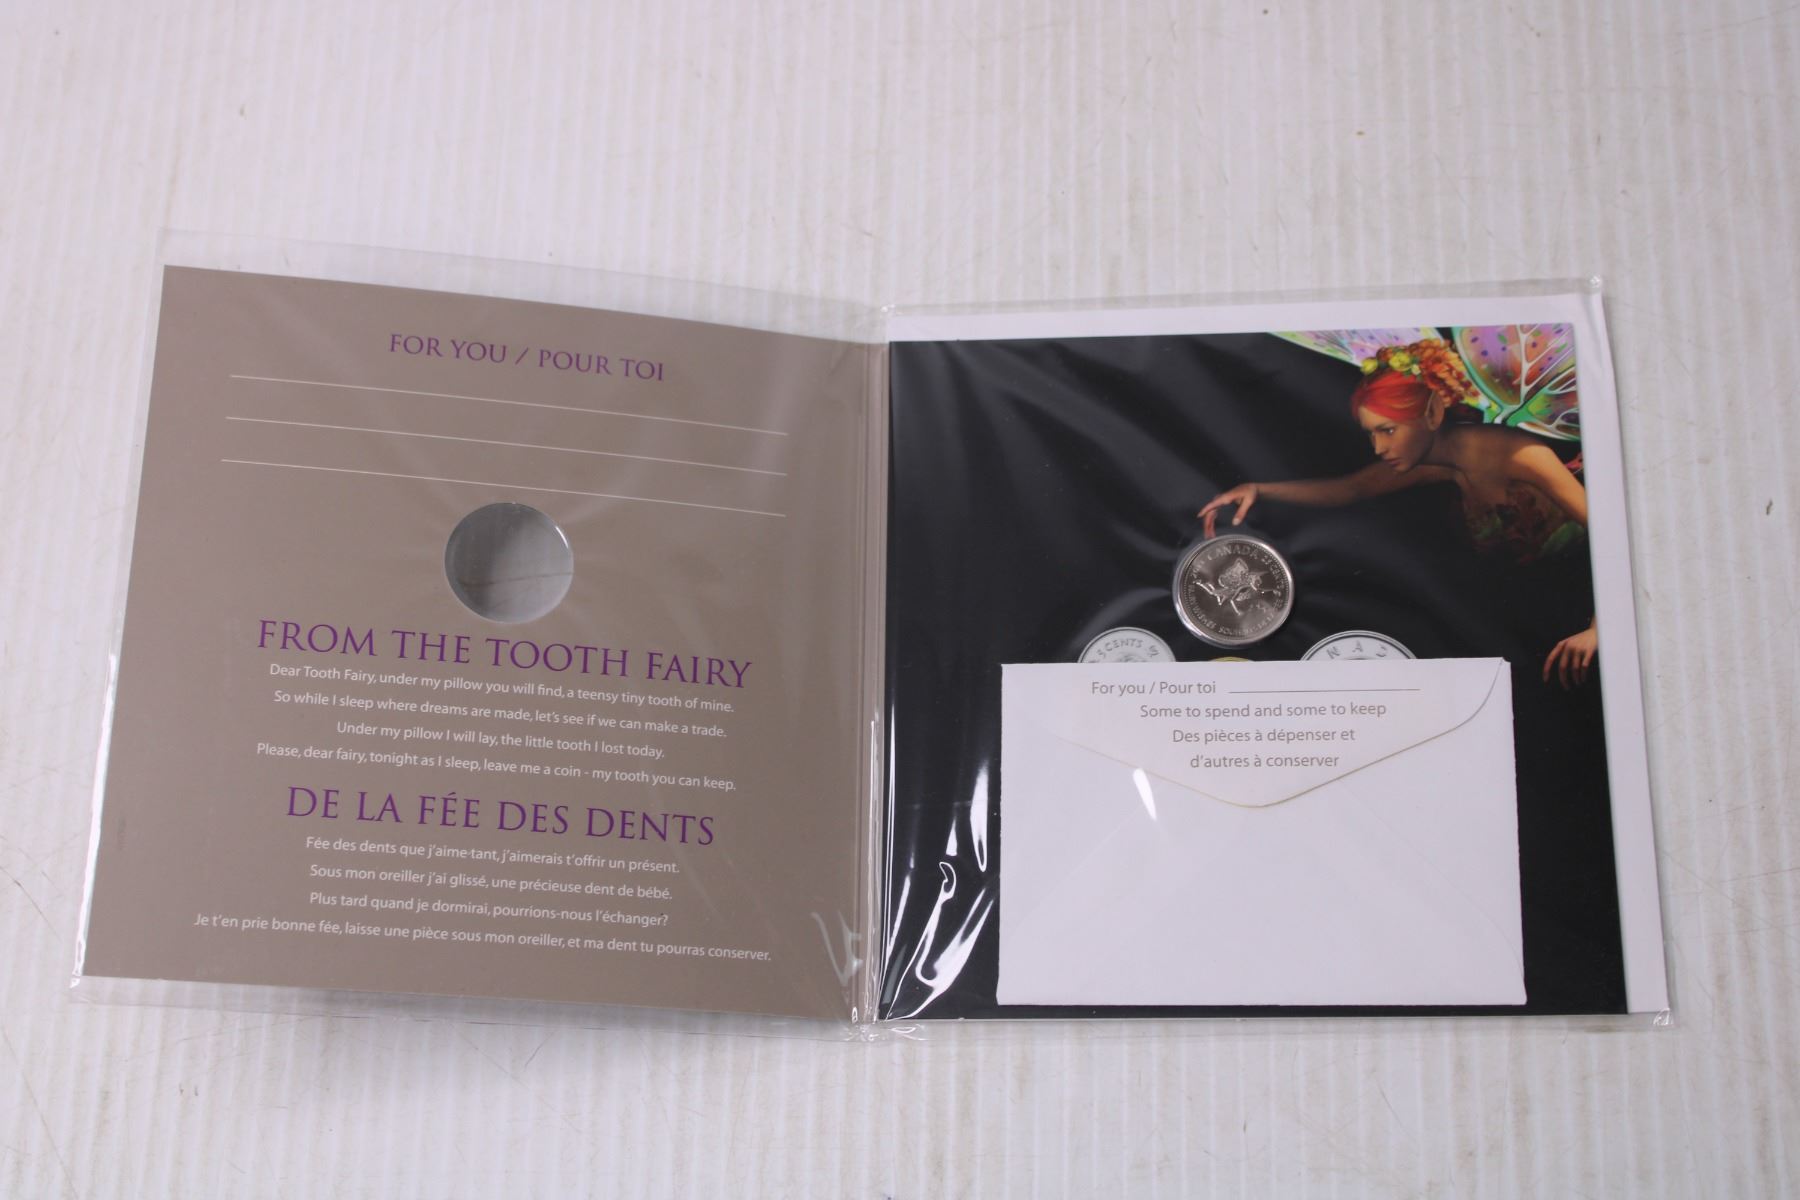 FOR YOU / POUR TOI
FROM THE TOOTH FAIRY
Dear Tooth Fairy, under my pillow you will find, a teensy tiny tooth of mine.
So while I sleep where dreams are made, let's see if we can make a trade.
Under my pillow I will lay, the little tooth I lost today.
Please, dear fairy, tonight as I sleep, leave me a coin - my tooth you can keep.
DE LA FÉE DES DENTS
Fée des dents que j'aime tant, j'aimerais t'offrir un présent.
Sous mon oreiller j'ai glissé, une précieuse dent de bébé.
Plus tard quand je dormirai, pourrions-nous l'échanger?
Je t'en prie bonne fée, laisse une pièce sous mon oreiller, et ma dent tu pourras conserver.
CANADA 25 CENTS
5 CENTS
N A
For you / Pour toi
Some to spend and some to keep
Des pièces à dépenser et
d'autres à conserver